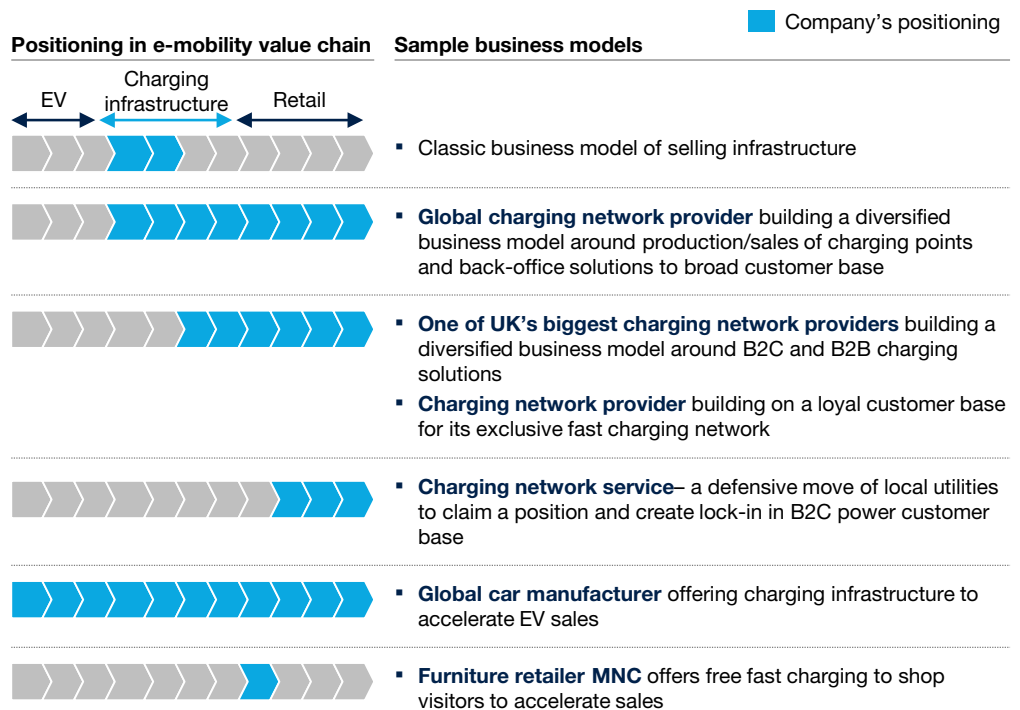 Company’s positioning
Positioning in e-mobility value chain
Sample business models
EV
Charging
infrastructure
Retail
▪ Classic business model of selling infrastructure
▪ Global charging network provider building a diversified
business model around production/sales of charging points
and back-office solutions to broad customer base
▪ One of UK’s biggest charging network providers building a
diversified business model around B2C and B2B charging
solutions
▪ Charging network provider building on a loyal customer base
for its exclusive fast charging network
▪ Charging network service– a defensive move of local utilities
to claim a position and create lock-in in B2C power customer
base
▪ Global car manufacturer offering charging infrastructure to
accelerate EV sales
▪ Furniture retailer MNC offers free fast charging to shop
visitors to accelerate sales